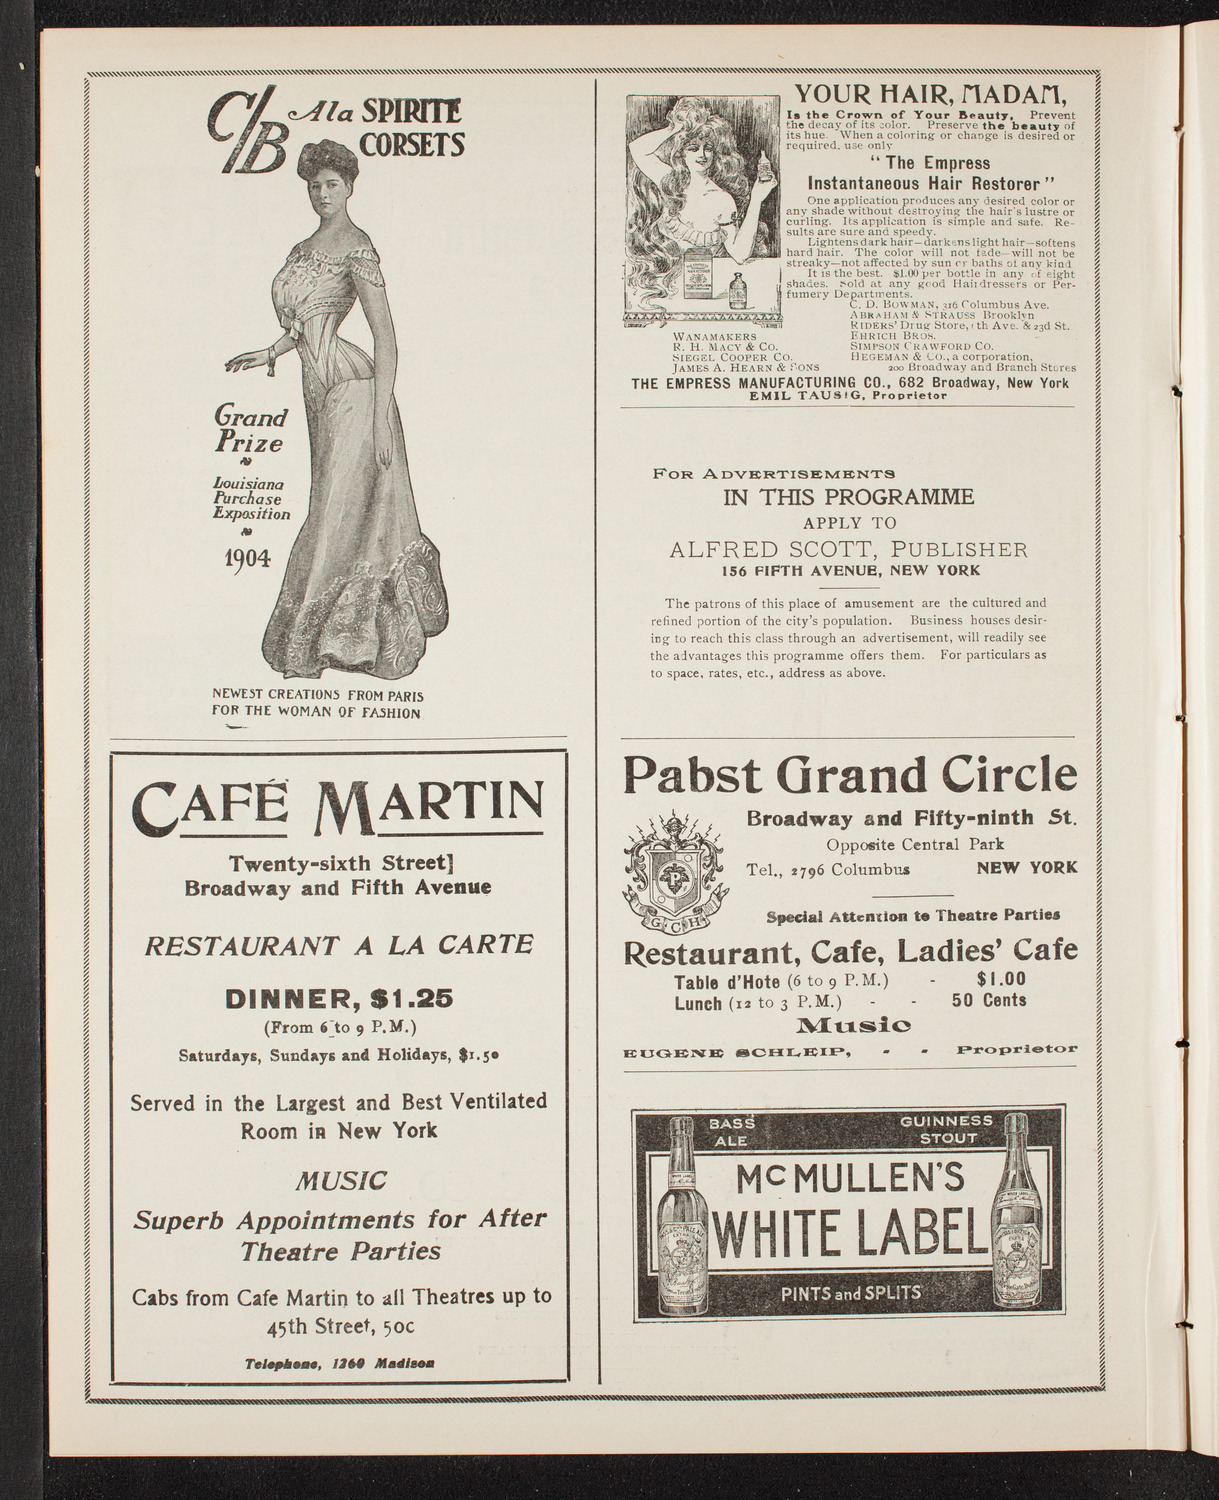 C/B Ala SPIRITE
CORSETS
Grand
Prize
Louisiana
Purchase
Exposition
1904
NEWEST CREATIONS FROM PARIS
FOR THE WOMAN OF FASHION
CAFÉ MARTIN
Twenty-sixth Street]
Broadway and Fifth Avenue
RESTAURANT A LA CARTE
DINNER, $1.25
(From 6 to 9 P.M.)
Saturdays, Sundays and Holidays, $1.50
Served in the Largest and Best Ventilated
Room in New York
MUSIC
Superb Appointments for After
Theatre Parties
Cabs from Cafe Martin to all Theatres up to
45th Street, 50c
Telephone, 1260 Madison
YOUR HAIR, MADAM,
Is the Crown of Your Beauty. Prevent
the decay of its color. Preserve the beauty of
its hue. When a coloring or change is desired or
required, use only
"The Empress
Instantaneous Hair Restorer"
One application produces any desired color or
any shade without destroying the hair's lustre or
curling. Its application is simple and safe. Re-
sults are sure and speedy.
Lightens dark hair—darkens light hair—softens
hard hair. The color will not fade—will not be
streaky—not affected by sun or baths of any kind
It is the best. $1.00 per bottle in any of eight
shades. Sold at any good Hairdressers or Per-
fumery Departments.
C. D. BOWMAN, 216 Columbus Ave.
ABRAHAM & STRAUSS Brooklyn
RIDERS' Drug Store, th Ave. & 23d St.
WANAMAKERS EHRICH BROS.
R. H. MACY & CO. SIMPSON CRAWFORD CO.
SIEGEL COOPER CO. HEGEMAN & CO., a corporation,
JAMES A. HEARN & SONS 200 Broadway and Branch Stores
THE EMPRESS MANUFACTURING CO., 682 Broadway, New York
EMIL TAUSIG, Proprietor
FOR ADVERTISEMENTS
IN THIS PROGRAMME
APPLY TO
ALFRED SCOTT, PUBLISHER
156 FIFTH AVENUE, NEW YORK
The patrons of this place of amusement are the cultured and
refined portion of the city's population. Business houses desir-
ing to reach this class through an advertisement, will readily see
the advantages this programme offers them. For particulars as
to space, rates, etc., address as above.
Pabst Grand Circle
Broadway and Fifty-ninth St.
Opposite Central Park
Tel., 2796 Columbus NEW YORK
P
G C H
Special Attention to Theatre Parties
Restaurant, Cafe, Ladies' Cafe
Table d'Hote (6 to 9 P.M.) - $1.00
Lunch (12 to 3 P.M.) - - 50 Cents
Music
EUGENE SCHLEIP, - - Proprietor
BASS GUINNESS
ALE STOUT
McMULLEN'S
WHITE LABEL
PINTS and SPLITS